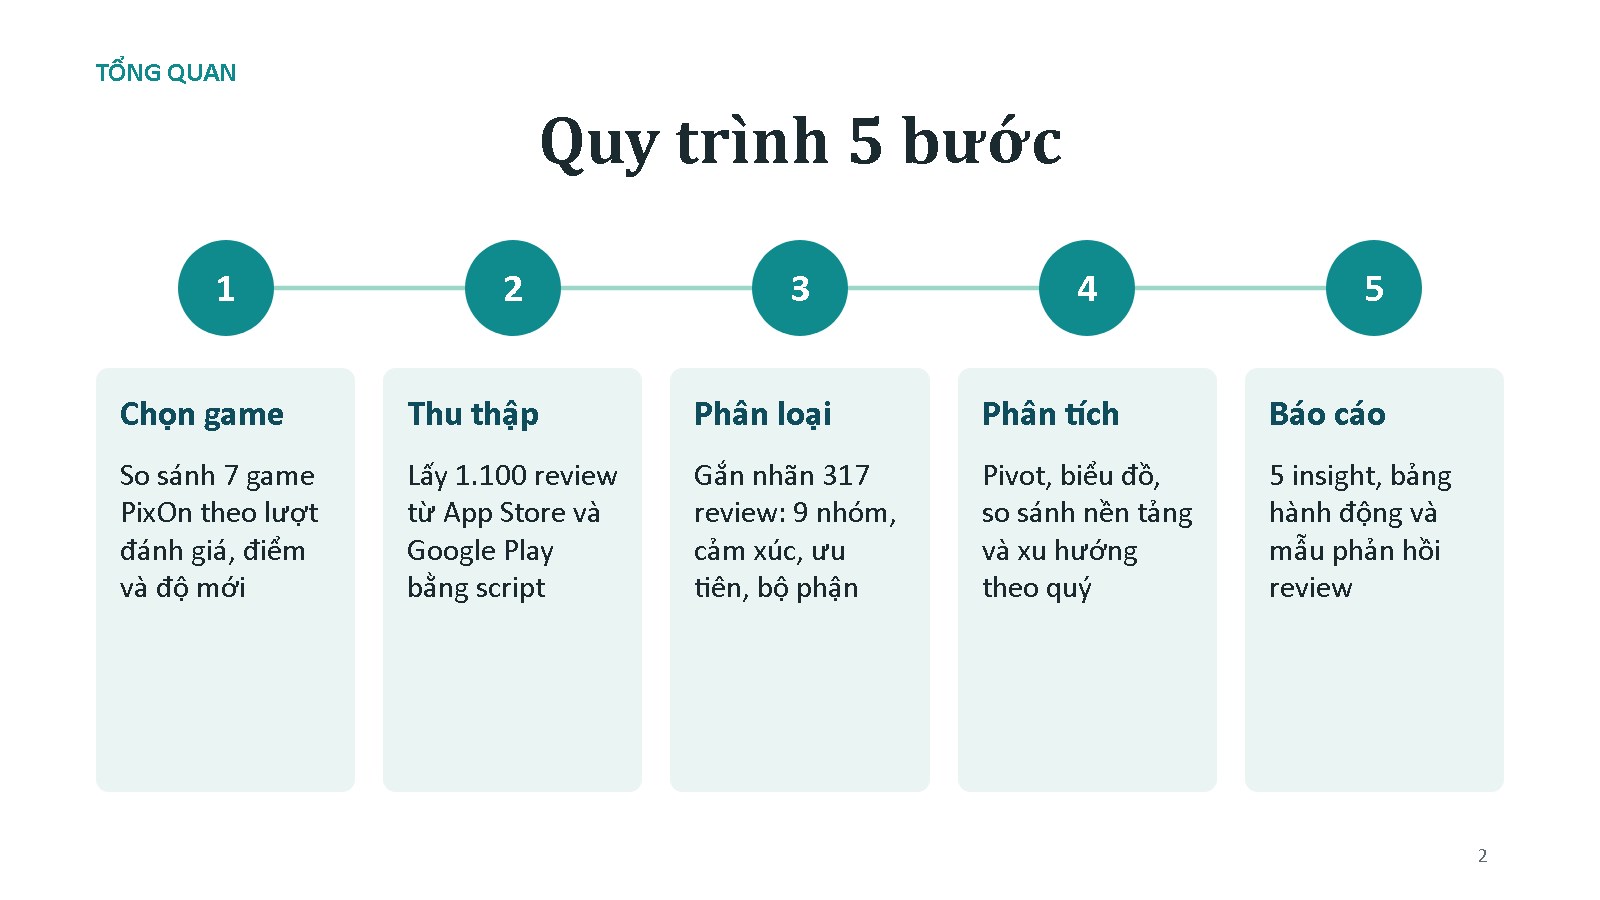 TỔNG QUAN
Quy trình 5 bước
1
2
3
4
5
Chọn game
So sánh 7 game
PixOn theo lượt
đánh giá, điểm
và độ mới
Thu thập
Lấy 1.100 review
từ App Store và
Google Play
bằng script
Phân loại
Gắn nhãn 317
review: 9 nhóm,
cảm xúc, ưu
tiên, bộ phận
Phân tích
Pivot, biểu đồ,
so sánh nền tảng
và xu hướng
theo quý
Báo cáo
5 insight, bảng
hành động và
mẫu phản hồi
review
2